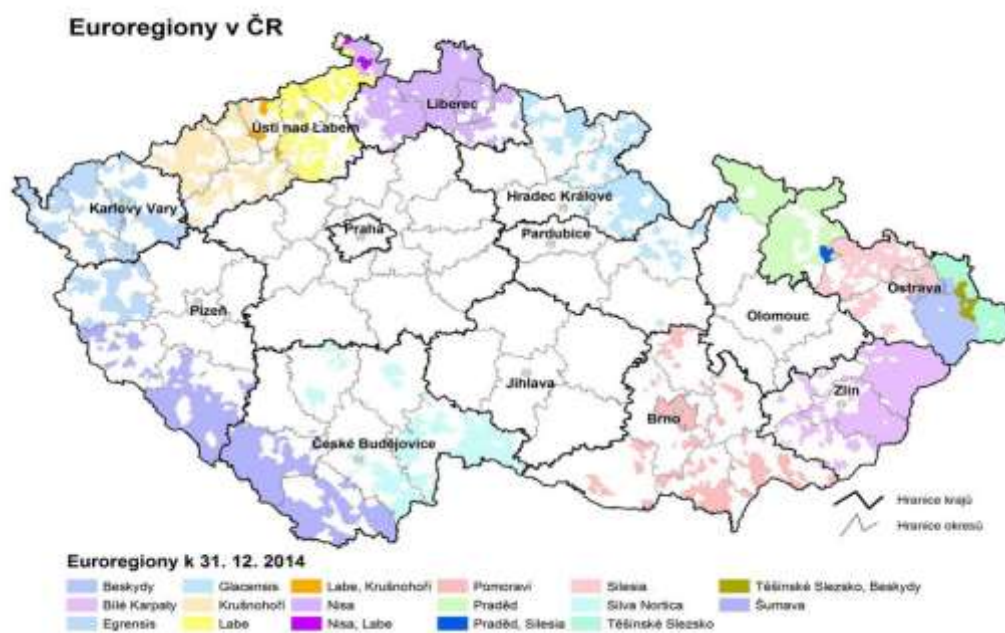 Euroregiony v ČR
Liberec
Ústí nad Labem
Karlovy Vary
Hradec Králové
Praha
Pardubice
Ostrava
Plzeň
Olomouc
Jihlava
Zlín
Brno
České Budějovice
Hranice krajů
Hranice okresů
Euroregiony k 31. 12. 2014
Beskydy
Glacensis
Labe, Krušnohoří
Pomoraví
Silesia
Těšínské Slezsko, Beskydy
Bílé Karpaty
Krušnohoří
Nisa
Praděd
Silva Nortica
Šumava
Egrensis
Labe
Nisa, Labe
Praděd, Silesia
Těšínské Slezsko